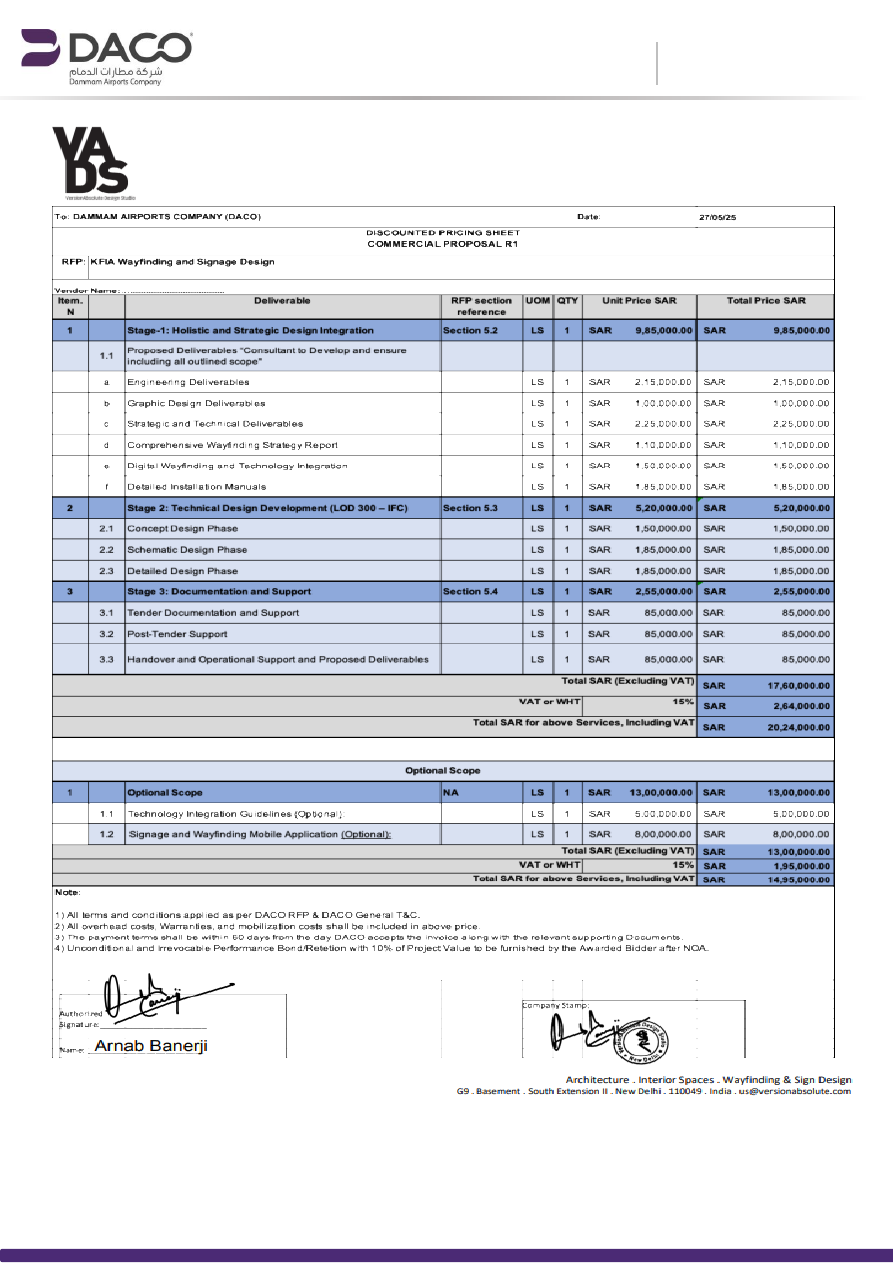 DACO
شركة مطارات الدمام
Dammam Airports Company
VADS
VersionAbsolute Design Studio
To: DAMMAM AIRPORTS COMPANY (DACO) Date: 27/05/25
DISCOUNTED PRICING SHEET
COMMERCIAL PROPOSAL R1
RFP: KFIA Wayfinding and Signage Design
Vendor Name:
Item. N Deliverable RFP section reference UOM QTY Unit Price SAR Total Price SAR
1 Stage-1: Holistic and Strategic Design Integration Section 5.2 LS 1 SAR 9,85,000.00 SAR 9,85,000.00
1.1 Proposed Deliverables "Consultant to Develop and ensure including all outlined scope"
a Engineering Deliverables LS 1 SAR 2,15,000.00 SAR 2,15,000.00
b Graphic Design Deliverables LS 1 SAR 1,00,000.00 SAR 1,00,000.00
c Strategic and Technical Deliverables LS 1 SAR 2,25,000.00 SAR 2,25,000.00
d Comprehensive Wayfinding Strategy Report LS 1 SAR 1,10,000.00 SAR 1,10,000.00
e Digital Wayfinding and Technology Integration LS 1 SAR 1,50,000.00 SAR 1,50,000.00
f Detailed Installation Manuals LS 1 SAR 1,85,000.00 SAR 1,85,000.00
2 Stage 2: Technical Design Development (LOD 300 – IFC) Section 5.3 LS 1 SAR 5,20,000.00 SAR 5,20,000.00
2.1 Concept Design Phase LS 1 SAR 1,50,000.00 SAR 1,50,000.00
2.2 Schematic Design Phase LS 1 SAR 1,85,000.00 SAR 1,85,000.00
2.3 Detailed Design Phase LS 1 SAR 1,85,000.00 SAR 1,85,000.00
3 Stage 3: Documentation and Support Section 5.4 LS 1 SAR 2,55,000.00 SAR 2,55,000.00
3.1 Tender Documentation and Support LS 1 SAR 85,000.00 SAR 85,000.00
3.2 Post-Tender Support LS 1 SAR 85,000.00 SAR 85,000.00
3.3 Handover and Operational Support and Proposed Deliverables LS 1 SAR 85,000.00 SAR 85,000.00
Total SAR (Excluding VAT) SAR 17,60,000.00
VAT or WHT 15% SAR 2,64,000.00
Total SAR for above Services, Including VAT SAR 20,24,000.00
Optional Scope
1 Optional Scope NA LS 1 SAR 13,00,000.00 SAR 13,00,000.00
1.1 Technology Integration Guidelines (Optional): LS 1 SAR 5,00,000.00 SAR 5,00,000.00
1.2 Signage and Wayfinding Mobile Application (Optional): LS 1 SAR 8,00,000.00 SAR 8,00,000.00
Total SAR (Excluding VAT) SAR 13,00,000.00
VAT or WHT 15% SAR 1,95,000.00
Total SAR for above Services, Including VAT SAR 14,95,000.00
Note:
1) All terms and conditions applied as per DACO RFP & DACO General T&C.
2) All overhead costs, Warranties, and mobilization costs shall be included in above price.
3) The payment terms shall be within 60 days from the day DACO accepts the invoice along with the relevant supporting Documents.
4) Unconditional and Irrevocable Performance Bond/Retetion with 10% of Project Value to be furnished by the Awarded Bidder after NOA.
Authorized
Signature:
Name: Arnab Banerji
Company Stamp:
New Delhi
Architecture . Interior Spaces . Wayfinding & Sign Design
G9 . Basement . South Extension II . New Delhi . 110049 . India . us@versionabsolute.com